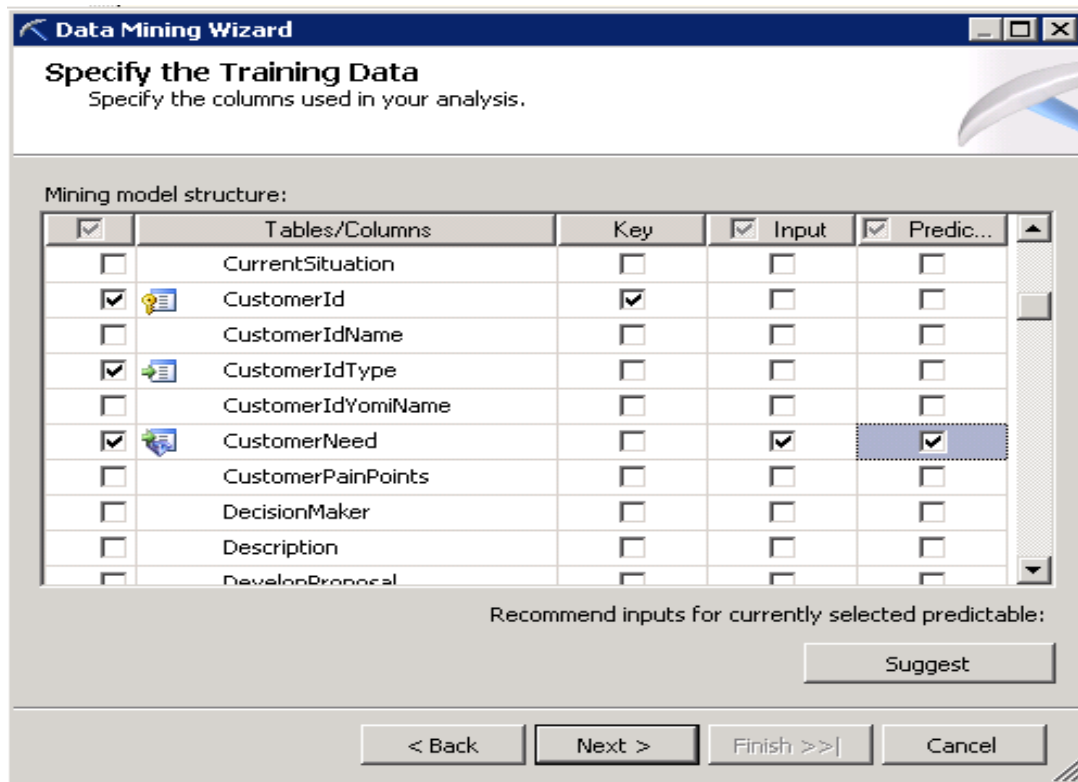 Data Mining Wizard
Specify the Training Data
Specify the columns used in your analysis.
Mining model structure:
Tables/Columns Key Input Predic...
CurrentSituation
CustomerId
CustomerIdName
CustomerIdType
CustomerIdYomiName
CustomerNeed
CustomerPainPoints
DecisionMaker
Description
DevelopProposal
Recommend inputs for currently selected predictable:
Suggest
< Back Next > Finish >>| Cancel